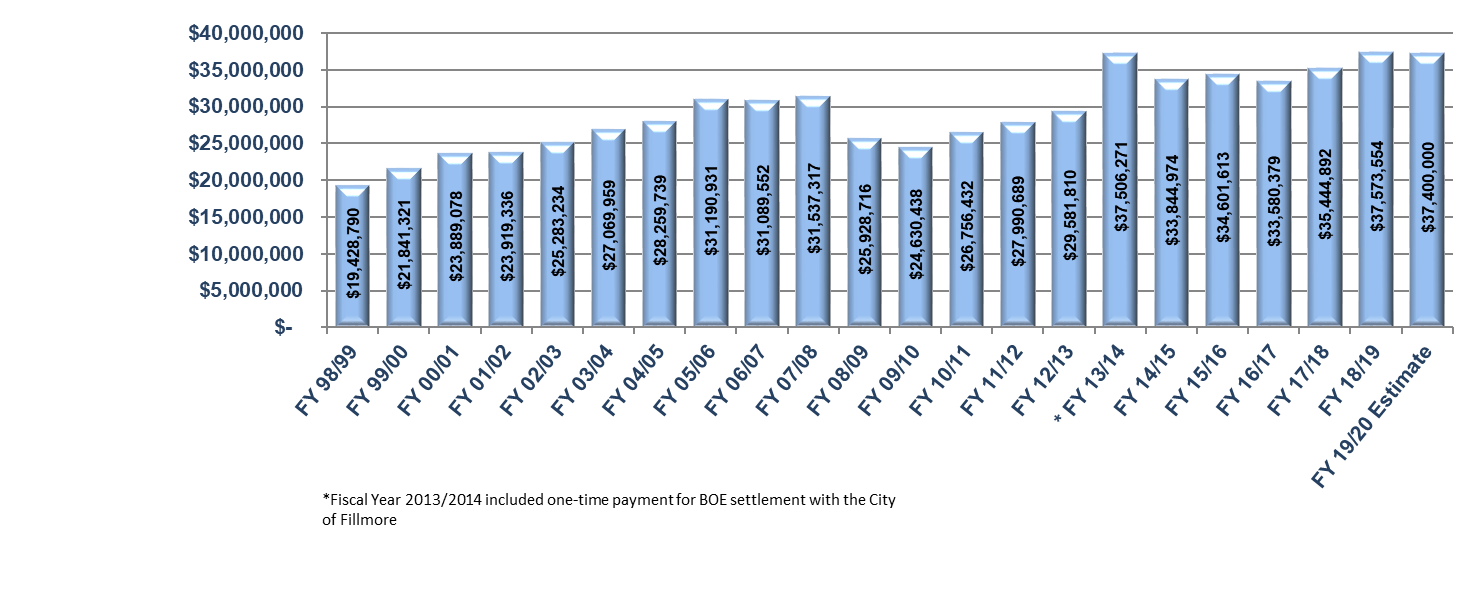 $40,000,000
$35,000,000
$30,000,000
$25,000,000
$20,000,000
$15,000,000
$10,000,000
$5,000,000
$-
$19,428,790
$21,841,321
$23,889,078
$23,919,336
$25,283,234
$27,069,959
$28,259,739
$31,190,931
$31,089,552
$31,537,317
$25,928,716
$24,630,438
$26,756,432
$27,990,689
$29,581,810
$37,506,271
$33,844,974
$34,601,613
$33,580,379
$35,444,892
$37,573,554
$37,400,000
FY 98/99
FY 99/00
FY 00/01
FY 01/02
FY 02/03
FY 03/04
FY 04/05
FY 05/06
FY 06/07
FY 07/08
FY 08/09
FY 09/10
FY 10/11
FY 11/12
FY 12/13
* FY 13/14
FY 14/15
FY 15/16
FY 16/17
FY 17/18
FY 18/19
FY 19/20 Estimate
*Fiscal Year 2013/2014 included one-time payment for BOE settlement with the City
of Fillmore